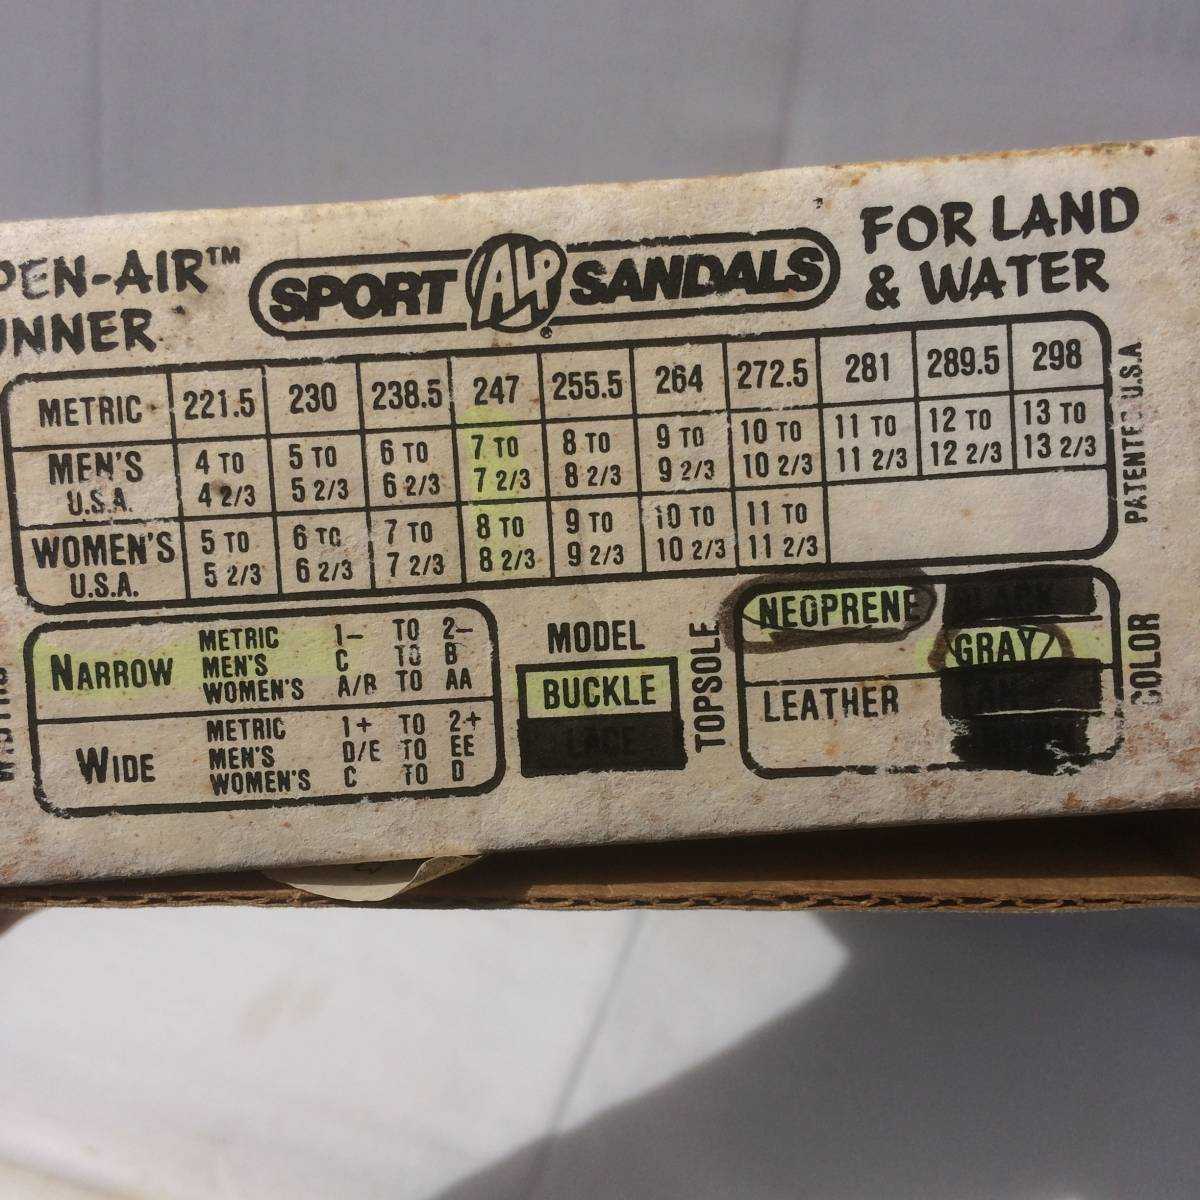 PEN-AIR™
UNNER
SPORT AIR SANDALS
FOR LAND
& WATER
METRIC 221.5 230 238.5 247 255.5 264 272.5 281 289.5 298
MEN'S 4 TO 5 TO 6 TO 7 TO 8 TO 9 TO 10 TO 11 TO 12 TO 13 TO
U.S.A. 4 2/3 5 2/3 6 2/3 7 2/3 8 2/3 9 2/3 10 2/3 11 2/3 12 2/3 13 2/3
WOMEN'S 5 TO 6 TO 7 TO 8 TO 9 TO 10 TO 11 TO
U.S.A. 5 2/3 6 2/3 7 2/3 8 2/3 9 2/3 10 2/3 11 2/3
PATENTED U.S.A
NARROW
METRIC 1– TO 2–
MEN'S C TO B
WOMEN'S A/B TO AA
WIDE
METRIC 1+ TO 2+
MEN'S D/E TO EE
WOMEN'S C TO D
MODEL
BUCKLE
LACE
TOPSOLE
NEOPRENE
LEATHER
BLACK
GRAY
COLOR